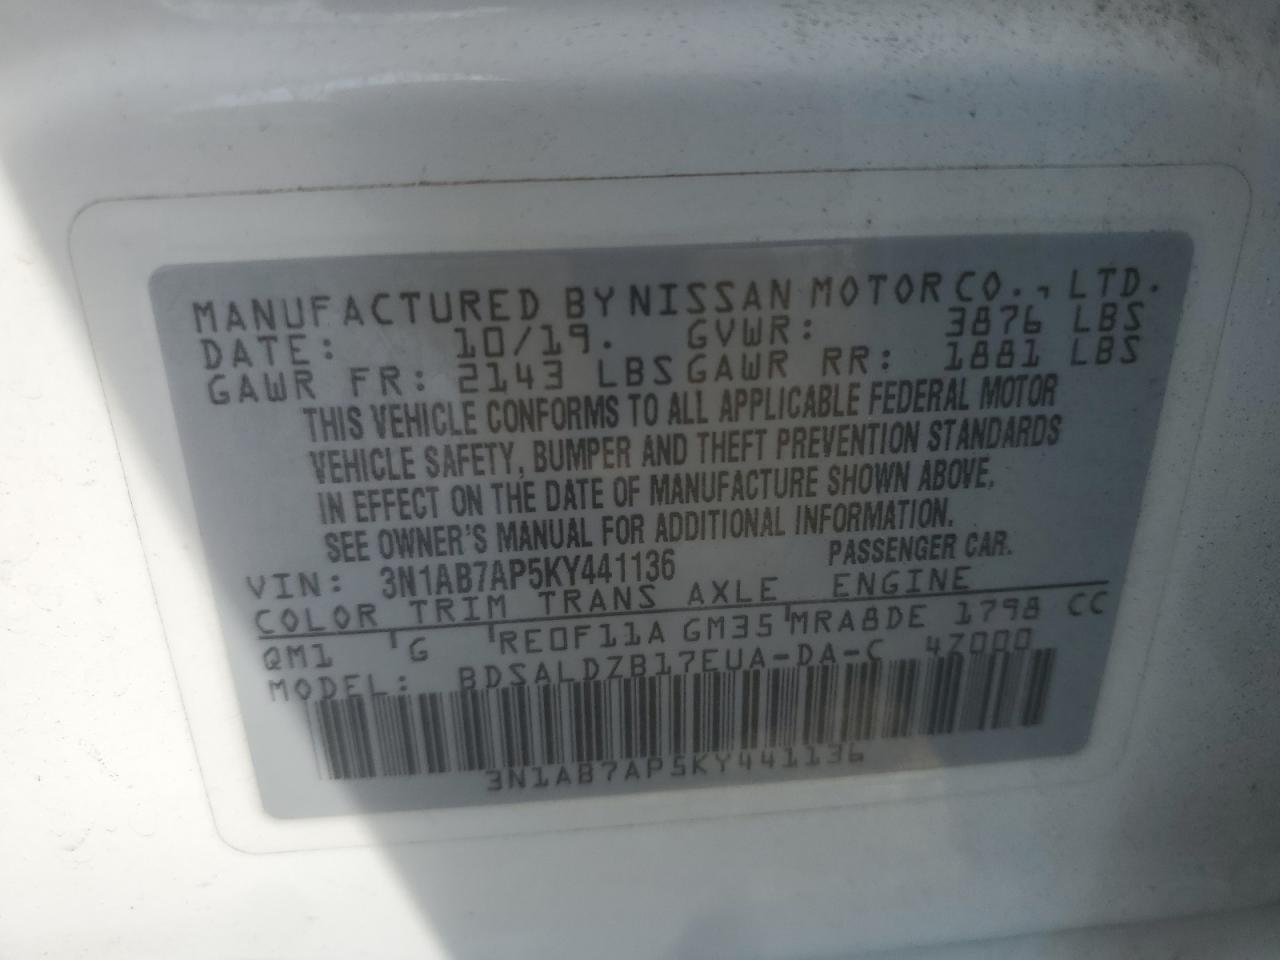 MANUFACTURED BY NISSAN MOTOR CO., LTD.
DATE: 10/19. GVWR: 3876 LBS
GAWR FR: 2143 LBS GAWR RR: 1881 LBS
THIS VEHICLE CONFORMS TO ALL APPLICABLE FEDERAL MOTOR
VEHICLE SAFETY, BUMPER AND THEFT PREVENTION STANDARDS
IN EFFECT ON THE DATE OF MANUFACTURE SHOWN ABOVE.
SEE OWNER'S MANUAL FOR ADDITIONAL INFORMATION.
VIN: 3N1AB7AP5KY441136 PASSENGER CAR.
COLOR TRIM TRANS AXLE ENGINE
QM1 G RE0F11A GM35 MRA8DE 1798 CC
MODEL: BDSALDZB17EUA-DA-C 47000
3N1AB7AP5KY441136